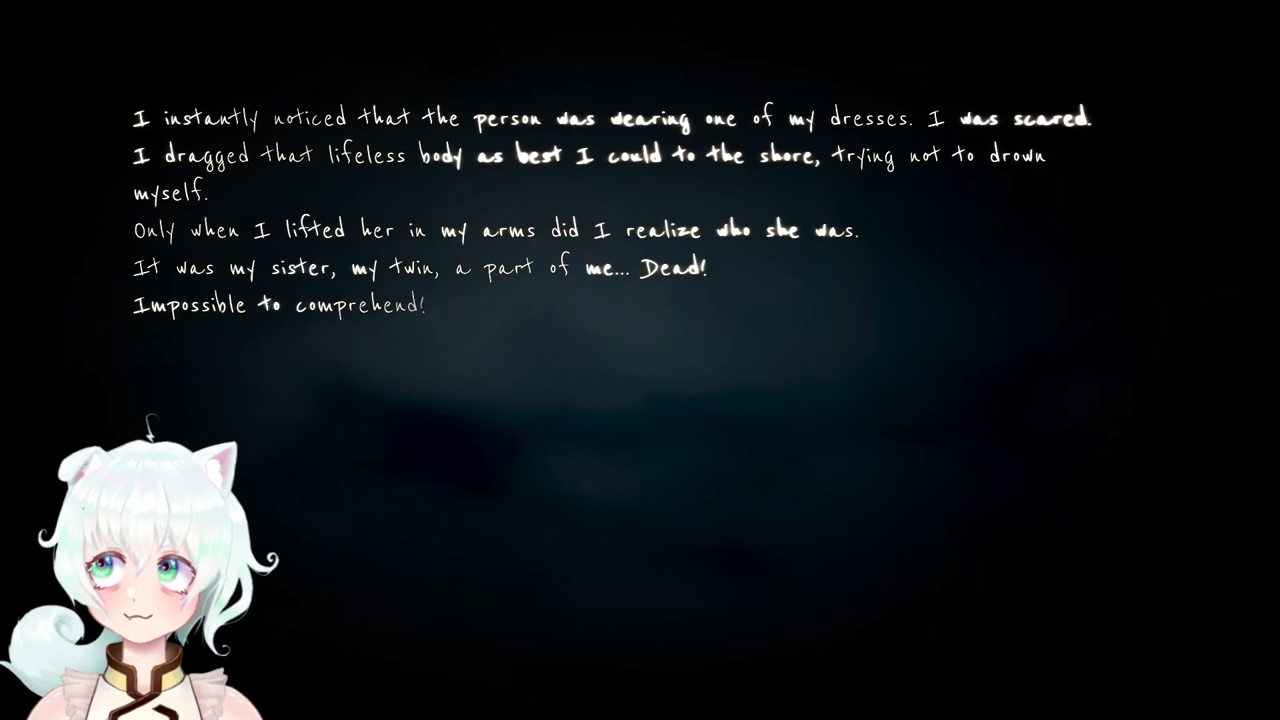 I instantly noticed that the person was wearing one of my dresses. I was scared.
I dragged that lifeless body as best I could to the shore, trying not to drown
myself.
Only when I lifted her in my arms did I realize who she was.
It was my sister, my twin, a part of me... Dead!
Impossible to comprehend!